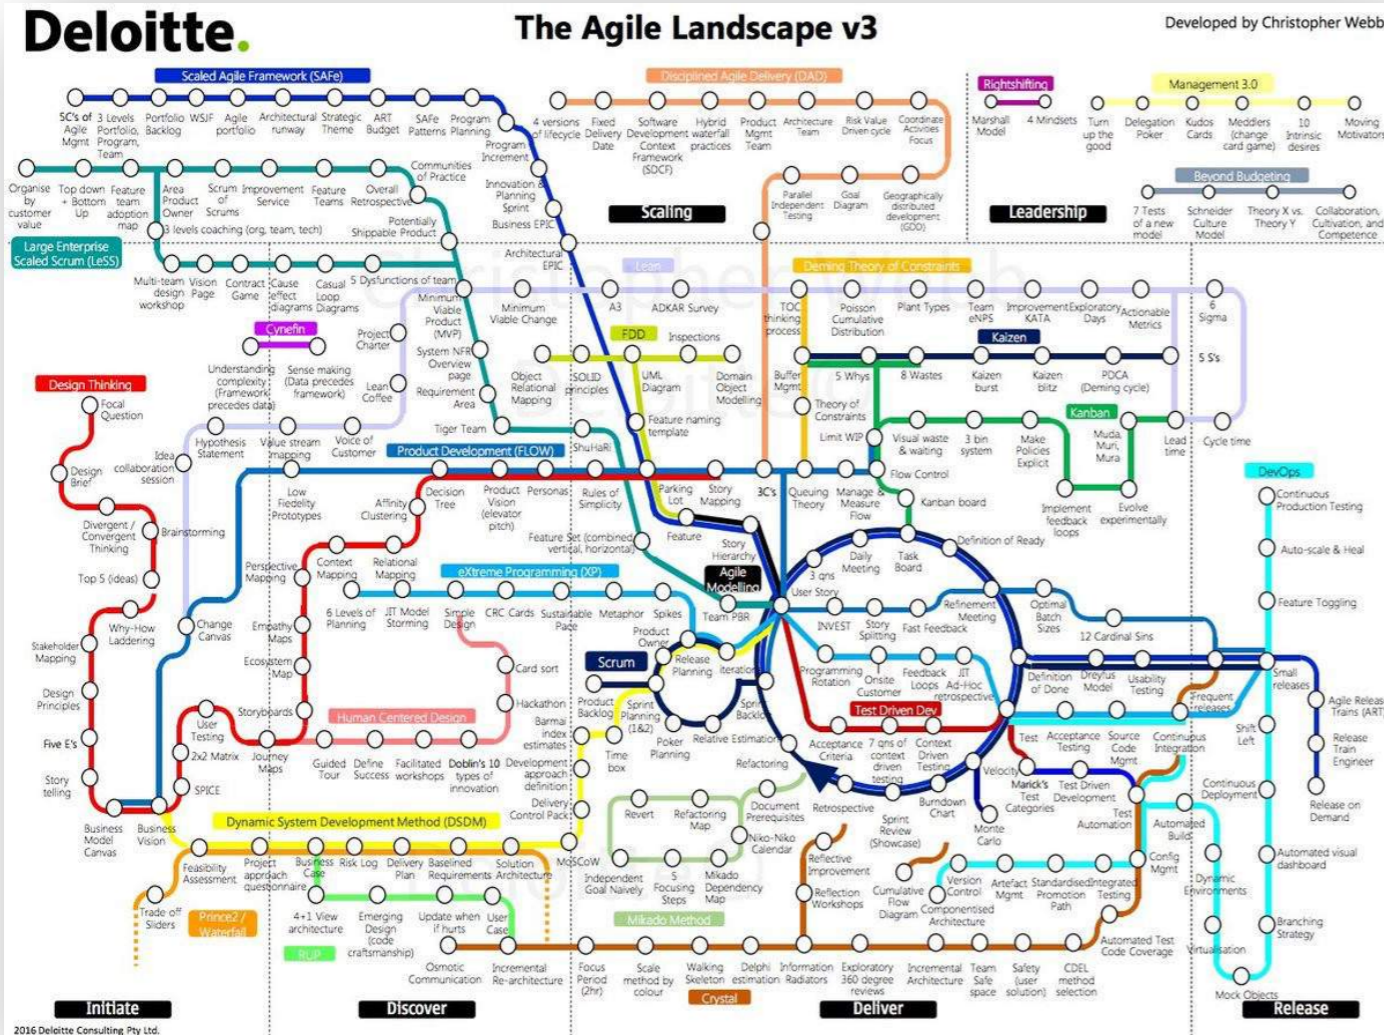 Deloitte.
The Agile Landscape v3
Developed by Christopher Webb
Scaled Agile Framework (SAFe)
SC's of
Agile
Mgmt
3 Levels
Portfolio,
Program,
Team
Portfolio
Backlog
WSJF
Agile
portfolio
Architectural
runway
Strategic
Theme
ART
Budget
SAFe
Patterns
Program
Planning
Program
Increment
Innovation &
Planning
Sprint
Business EPIC
Architectural
EPIC
Disciplined Agile Delivery (DAD)
4 versions
of lifecycle
Fixed
Delivery
Date
Software
Development
Context
Framework
(SDCF)
Hybrid
waterfall
practices
Product
Mgmt
Team
Architecture
Team
Risk Value
Driven cycle
Coordinate
Activities
Focus
Parallel
Independent
Testing
Goal
Diagram
Geographically
distributed
development
(GDD)
Scaling
Rightshifting
Marshall
Model
4 Mindsets
Management 3.0
Turn
up the
good
Delegation
Poker
Kudos
Cards
Meddlers
(change
card game)
10
Intrinsic
desires
Moving
Motivators
Beyond Budgeting
7 Tests
of a new
model
Schneider
Culture
Model
Theory X vs.
Theory Y
Collaboration,
Cultivation, and
Competence
Leadership
Organise
by
customer
value
Top down
+ Bottom
Up
Feature
team
adoption
map
Area
Product
Owner
Scrum
of
Scrums
Improvement
Service
Feature
Teams
Overall
Retrospective
Communities
of Practice
Potentially
Shippable Product
3 levels coaching (org, team, tech)
Large Enterprise
Scaled Scrum (LeSS)
Multi-team
design
workshop
Vision
Page
Contract
Game
Cause
effect
diagrams
Casual
Loop
Diagrams
5 Dysfunctions of team
Minimum
Viable
Product
(MVP)
System NFR
Overview
page
Requirement
Area
Tiger Team
ShuHaRi
Feature Set (combined,
vertical, horizontal)
Team PBR
Lean
Minimum
Viable Change
A3
ADKAR Survey
Project
Charter
Lean
Coffee
Voice of
Customer
Value stream
mapping
Hypothesis
Statement
Idea
collaboration
session
Deming Theory of Constraints
TOC
thinking
process
Poisson
Cumulative
Distribution
Plant Types
Team
eNPS
Improvement
KATA
Exploratory
Days
Actionable
Metrics
6
Sigma
5 S's
Cycle time
Buffer
Mgmt
Theory of
Constraints
Kaizen
5 Whys
8 Wastes
Kaizen
burst
Kaizen
blitz
PDCA
(Deming cycle)
Kanban
Limit WIP
Visual waste
& waiting
3 bin
system
Make
Policies
Explicit
Implement
feedback
loops
Evolve
experimentally
Muda,
Muri,
Mura
Lead
time
Flow Control
Kanban board
Cynefin
Understanding
complexity
(Framework
precedes data)
Sense making
(Data precedes
framework)
FDD
Object
Relational
Mapping
SOLID
principles
UML
Diagram
Inspections
Domain
Object
Modelling
Feature naming
template
Parking
Lot
Feature
Story
Hierarchy
Design Thinking
Focal
Question
Design
Brief
Divergent /
Convergent
Thinking
Brainstorming
Top 5 (ideas)
Why-How
Laddering
Stakeholder
Mapping
Design
Principles
Five E's
Story
telling
Business
Model
Canvas
Business
Vision
SPICE
2x2 Matrix
User
Testing
Journey
Maps
Storyboards
Ecosystem
Map
Empathy
Maps
Perspective
Mapping
Context
Mapping
Relational
Mapping
Affinity
Clustering
Decision
Tree
Product
Vision
(elevator
pitch)
Personas
Rules of
Simplicity
Story
Mapping
Product Development (FLOW)
Change
Canvas
Low
Fiedelity
Prototypes
3C's
Queuing
Theory
Manage &
Measure
Flow
eXtreme Programming (XP)
6 Levels of
Planning
JIT Model
Storming
Simple
Design
CRC Cards
Sustainable
Pace
Metaphor
Spikes
Product
Owner
Release
Planning
iteration
Agile
Modelling
User Story
INVEST
Story
Splitting
Fast Feedback
Refinement
Meeting
Optimal
Batch
Sizes
12 Cardinal Sins
Programming
Rotation
Onsite
Customer
Feedback
Loops
JIT
Ad-Hoc
retrospective
3 qns
Daily
Meeting
Task
Board
Definition of Ready
Scrum
Product
Backlog
Sprint
Planning
(1&2)
Poker
Planning
Relative Estimation
Sprint
Backlog
Refactoring
Retrospective
Sprint
Review
(Showcase)
Burndown
Chart
Velocity
Monte
Carlo
Definition
of Done
Dreyfus
Model
Usability
Testing
Frequent
releases
Small
releases
Test Driven Dev
Acceptance
Criteria
7 qns of
context
driven
testing
Context
Driven
Testing
Test
Acceptance
Testing
Source
Code
Mgmt
Continuous
Integration
Marick's
Test
Categories
Test Driven
Development
Test
Automation
Human Centered Design
Guided
Tour
Define
Success
Facilitated
workshops
Doblin's 10
types of
innovation
Card sort
Hackathon
Barmai
index
estimates
Time
box
Development
approach
definition
Delivery
Control Pack
MoSCoW
Dynamic System Development Method (DSDM)
Feasibility
Assessment
Project
approach
questionnaire
Business
Case
Risk Log
Delivery
Plan
Baselined
Requirements
Solution
Architecture
Trade off
Sliders
Prince2 /
Waterfall
RUP
4+1 View
architecture
Emerging
Design
(code
craftsmanship)
Update when
if hurts
User
Case
Osmotic
Communication
Incremental
Re-architecture
Mikado Method
Revert
Refactoring
Map
Document
Prerequisites
Niko-Niko
Calendar
Independent
Goal Naively
5
Focusing
Steps
Mikado
Dependency
Map
Crystal
Focus
Period
(2hr)
Scale
method by
colour
Walking
Skeleton
Delphi
estimation
Information
Radiators
Exploratory
360 degree
reviews
Incremental
Architecture
Team
Safe
space
Safety
(user
solution)
CDEL
method
selection
Automated Test
Code Coverage
Reflective
Improvement
Reflection
Workshops
Cumulative
Flow
Diagram
Version
Control
Componentised
Architecture
Artefact
Mgmt
Standardised
Promotion
Path
Integrated
Testing
Config
Mgmt
Automated
Build
Dynamic
Environments
Virtualisation
Mock Objects
DevOps
Continuous
Production Testing
Auto-scale & Heal
Feature Toggling
Shift
Left
Continuous
Deployment
Automated visual
dashboard
Branching
Strategy
Agile Release
Trains (ART)
Release
Train
Engineer
Release on
Demand
Initiate
Discover
Deliver
Release
2016 Deloitte Consulting Pty Ltd.